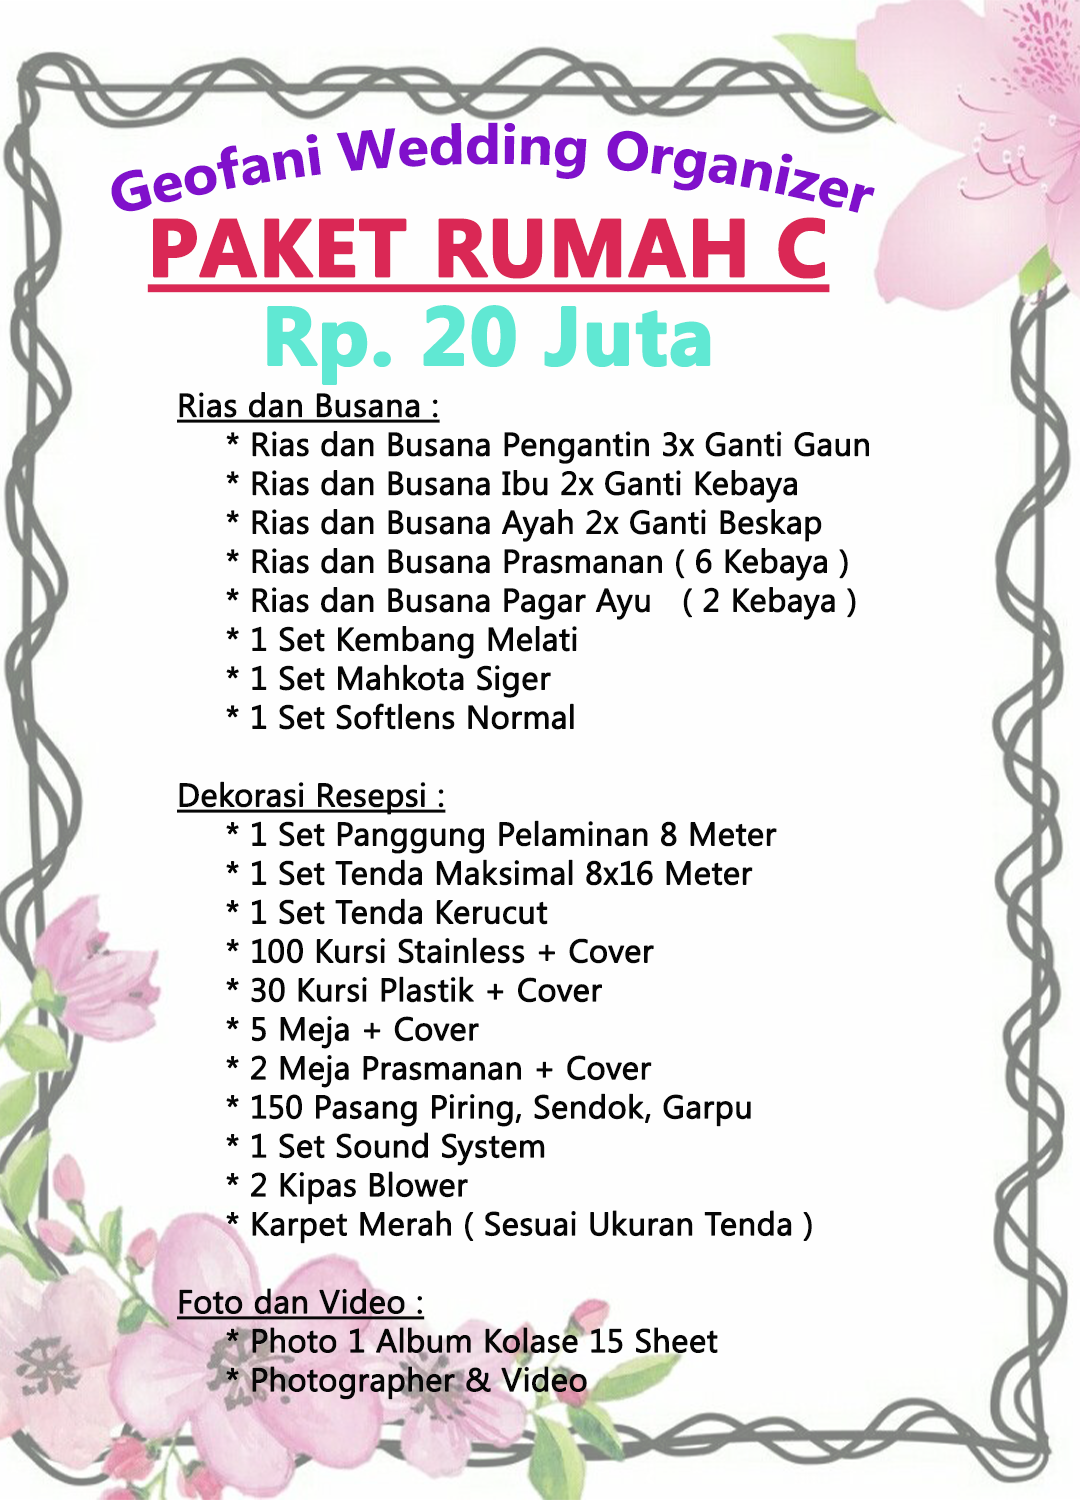 Geofani Wedding Organizer
PAKET RUMAH C
Rp. 20 Juta
Rias dan Busana :
* Rias dan Busana Pengantin 3x Ganti Gaun
* Rias dan Busana Ibu 2x Ganti Kebaya
* Rias dan Busana Ayah 2x Ganti Beskap
* Rias dan Busana Prasmanan ( 6 Kebaya )
* Rias dan Busana Pagar Ayu ( 2 Kebaya )
* 1 Set Kembang Melati
* 1 Set Mahkota Siger
* 1 Set Softlens Normal
Dekorasi Resepsi :
* 1 Set Panggung Pelaminan 8 Meter
* 1 Set Tenda Maksimal 8x16 Meter
* 1 Set Tenda Kerucut
* 100 Kursi Stainless + Cover
* 30 Kursi Plastik + Cover
* 5 Meja + Cover
* 2 Meja Prasmanan + Cover
* 150 Pasang Piring, Sendok, Garpu
* 1 Set Sound System
* 2 Kipas Blower
* Karpet Merah ( Sesuai Ukuran Tenda )
Foto dan Video :
* Photo 1 Album Kolase 15 Sheet
* Photographer & Video